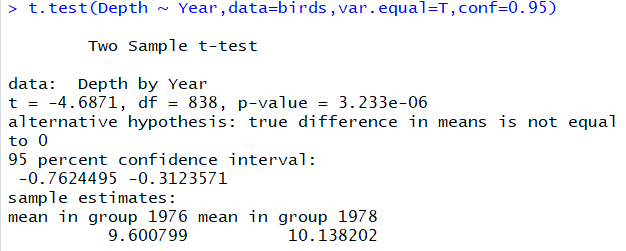 > t.test(Depth ~ Year,data=birds,var.equal=T,conf=0.95)
Two Sample t-test
data:  Depth by Year
t = -4.6871, df = 838, p-value = 3.233e-06
alternative hypothesis: true difference in means is not equal
to 0
95 percent confidence interval:
-0.7624495 -0.3123571
sample estimates:
mean in group 1976 mean in group 1978
9.600799 10.138202